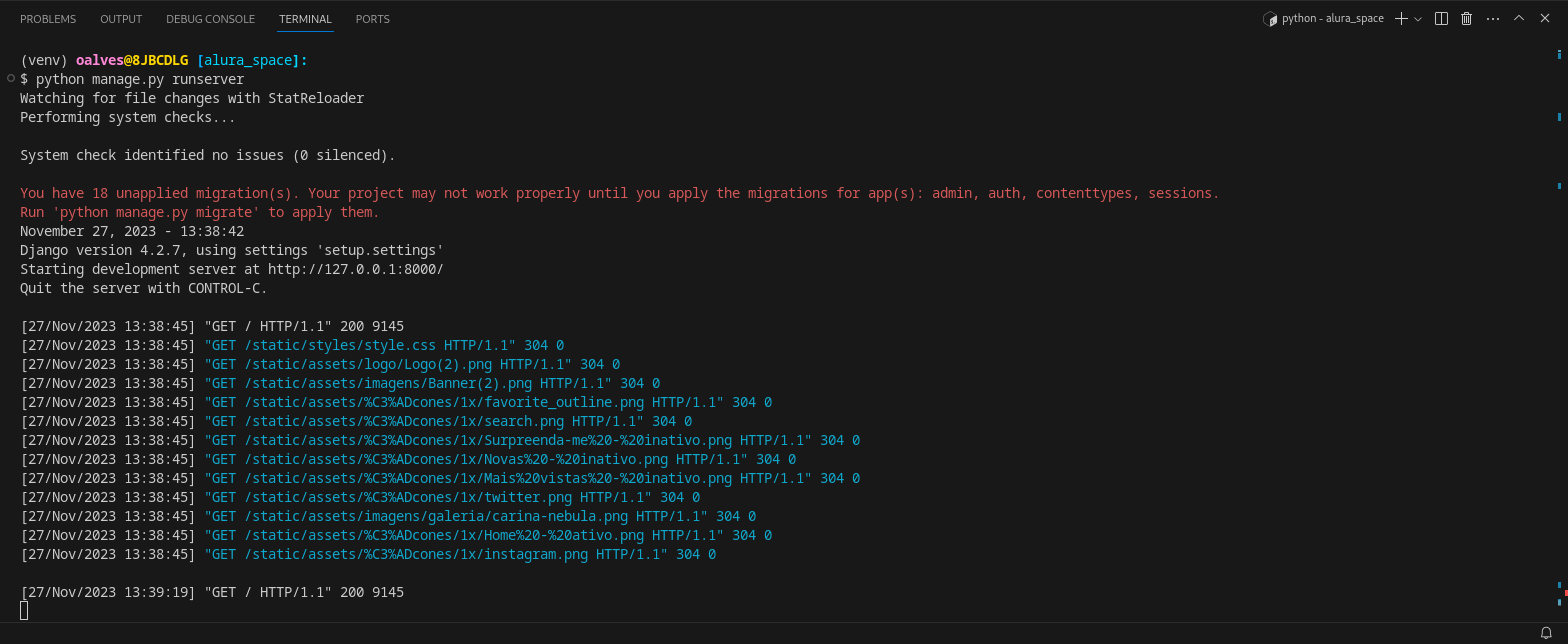 PROBLEMS OUTPUT DEBUG CONSOLE TERMINAL PORTS python - alura_space
(venv) oalves@8JBCDLG [alura_space]:
$ python manage.py runserver
Watching for file changes with StatReloader
Performing system checks...
System check identified no issues (0 silenced).
You have 18 unapplied migration(s). Your project may not work properly until you apply the migrations for app(s): admin, auth, contenttypes, sessions.
Run 'python manage.py migrate' to apply them.
November 27, 2023 - 13:38:42
Django version 4.2.7, using settings 'setup.settings'
Starting development server at http://127.0.0.1:8000/
Quit the server with CONTROL-C.
[27/Nov/2023 13:38:45] "GET / HTTP/1.1" 200 9145
[27/Nov/2023 13:38:45] "GET /static/styles/style.css HTTP/1.1" 304 0
[27/Nov/2023 13:38:45] "GET /static/assets/logo/Logo(2).png HTTP/1.1" 304 0
[27/Nov/2023 13:38:45] "GET /static/assets/imagens/Banner(2).png HTTP/1.1" 304 0
[27/Nov/2023 13:38:45] "GET /static/assets/%C3%ADcones/1x/favorite_outline.png HTTP/1.1" 304 0
[27/Nov/2023 13:38:45] "GET /static/assets/%C3%ADcones/1x/search.png HTTP/1.1" 304 0
[27/Nov/2023 13:38:45] "GET /static/assets/%C3%ADcones/1x/Surpreenda-me%20-%20inativo.png HTTP/1.1" 304 0
[27/Nov/2023 13:38:45] "GET /static/assets/%C3%ADcones/1x/Novas%20-%20inativo.png HTTP/1.1" 304 0
[27/Nov/2023 13:38:45] "GET /static/assets/%C3%ADcones/1x/Mais%20vistas%20-%20inativo.png HTTP/1.1" 304 0
[27/Nov/2023 13:38:45] "GET /static/assets/%C3%ADcones/1x/twitter.png HTTP/1.1" 304 0
[27/Nov/2023 13:38:45] "GET /static/assets/imagens/galeria/carina-nebula.png HTTP/1.1" 304 0
[27/Nov/2023 13:38:45] "GET /static/assets/%C3%ADcones/1x/Home%20-%20ativo.png HTTP/1.1" 304 0
[27/Nov/2023 13:38:45] "GET /static/assets/%C3%ADcones/1x/instagram.png HTTP/1.1" 304 0
[27/Nov/2023 13:39:19] "GET / HTTP/1.1" 200 9145